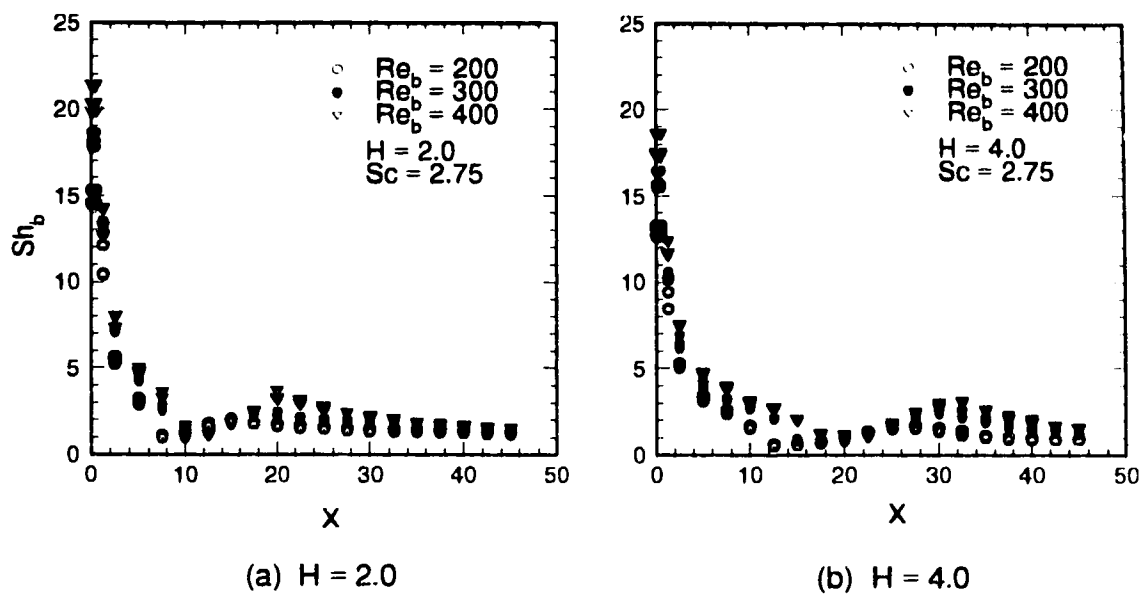 25
20
15
10
5
0
Sh_b
0 10 20 30 40 50
X
○ Re_b = 200
● Re_b = 300
▽ Re_b = 400
H = 2.0
Sc = 2.75
(a) H = 2.0
25
20
15
10
5
0
0 10 20 30 40 50
X
○ Re_b = 200
● Re_b = 300
▽ Re_b = 400
H = 4.0
Sc = 2.75
(b) H = 4.0